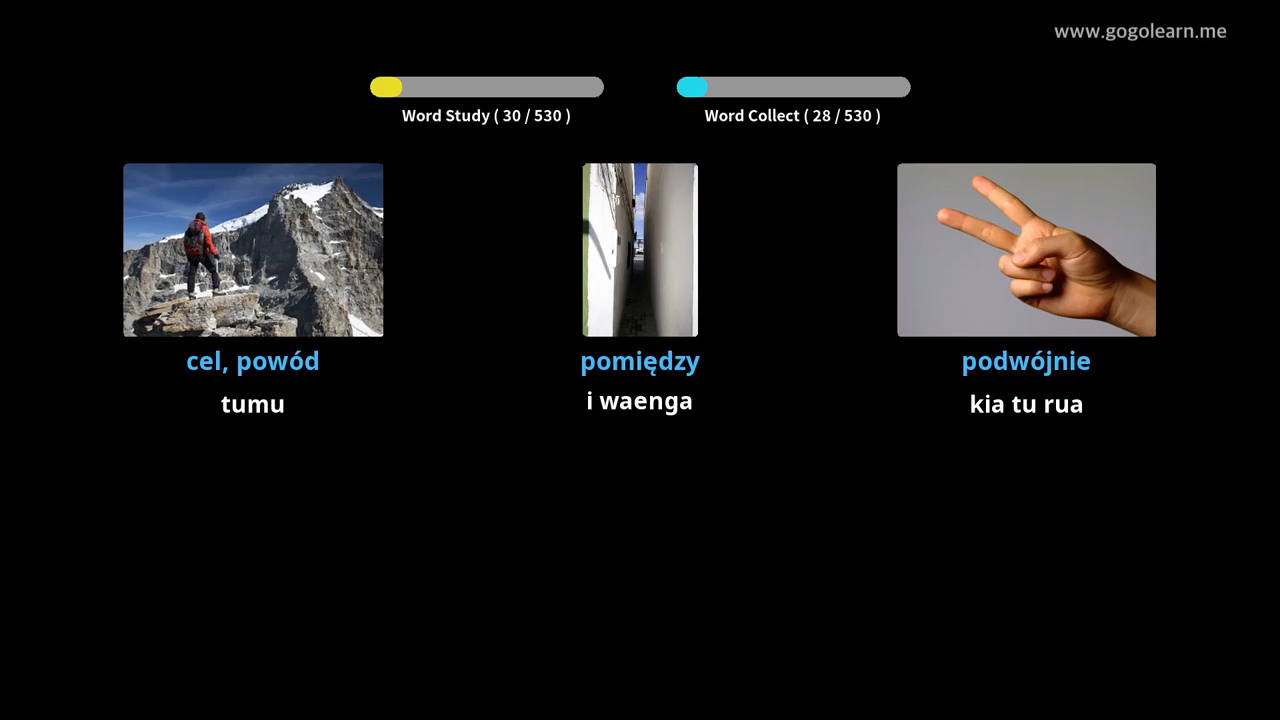 www.gogolearn.me
Word Study ( 30 / 530 )
Word Collect ( 28 / 530 )
cel, powód
pomiędzy
podwójnie
tumu
i waenga
kia tu rua